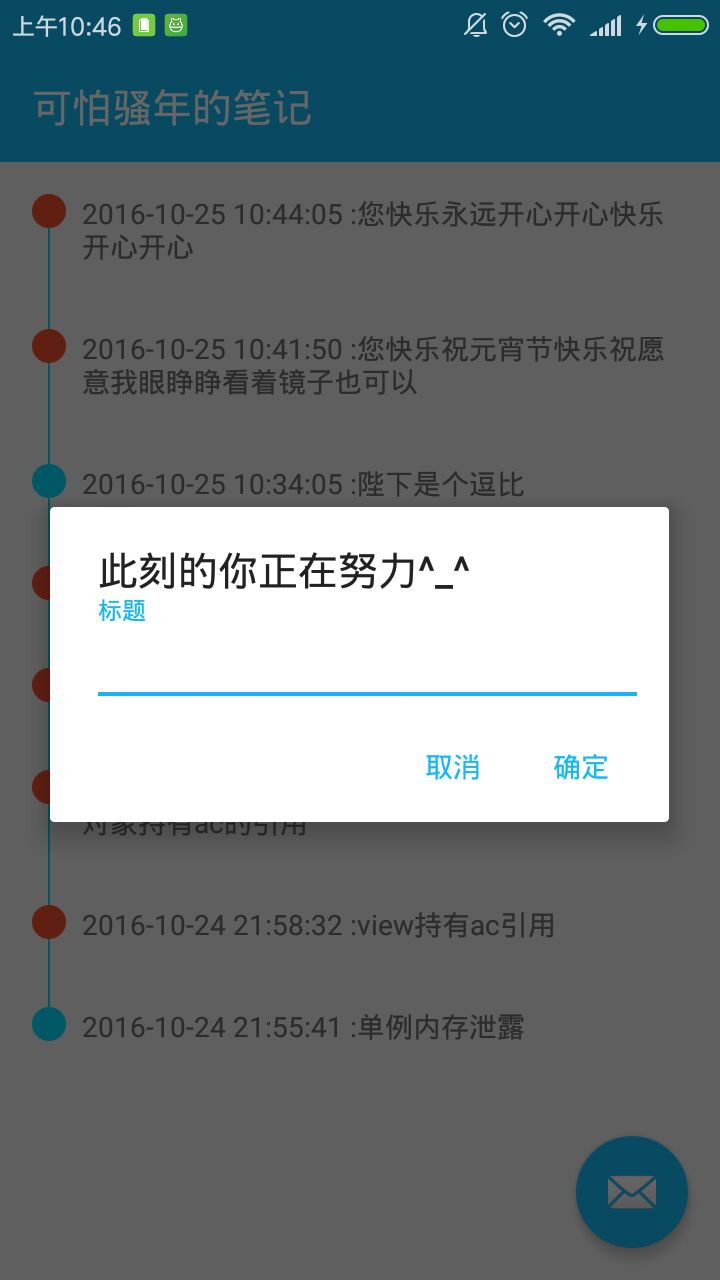 上午10:46
可怕骚年的笔记
2016-10-25 10:44:05 :您快乐永远开心开心快乐
开心开心
2016-10-25 10:41:50 :您快乐祝元宵节快乐祝愿
意我眼睁睁看着镜子也可以
2016-10-25 10:34:05 :陛下是个逗比
此刻的你正在努力^_^
标题
取消 确定
对象持有ac的引用
2016-10-24 21:58:32 :view持有ac引用
2016-10-24 21:55:41 :单例内存泄露